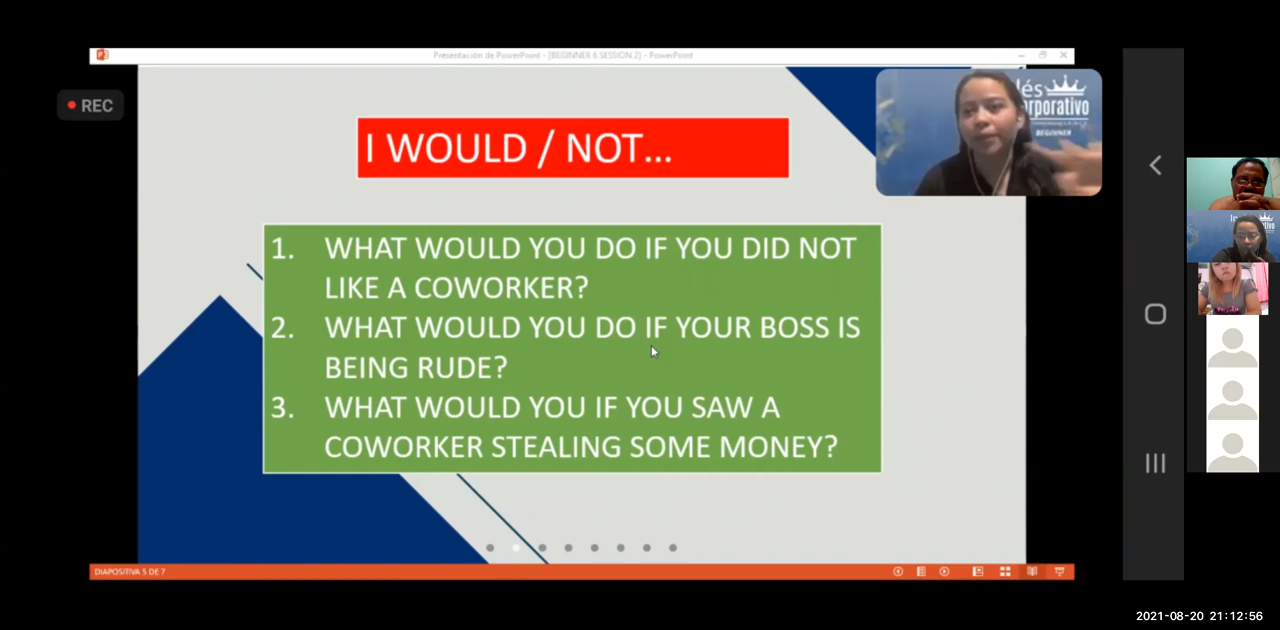 Presentación de PowerPoint - [BEGINNER 6 SESSION 2] - PowerPoint
REC
I WOULD / NOT...
lés
orporativo
BEGINNER
1. WHAT WOULD YOU DO IF YOU DID NOT
LIKE A COWORKER?
2. WHAT WOULD YOU DO IF YOUR BOSS IS
BEING RUDE?
3. WHAT WOULD YOU IF YOU SAW A
COWORKER STEALING SOME MONEY?
DIAPOSITIVA 5 DE 7
2021-08-20 21:12:56